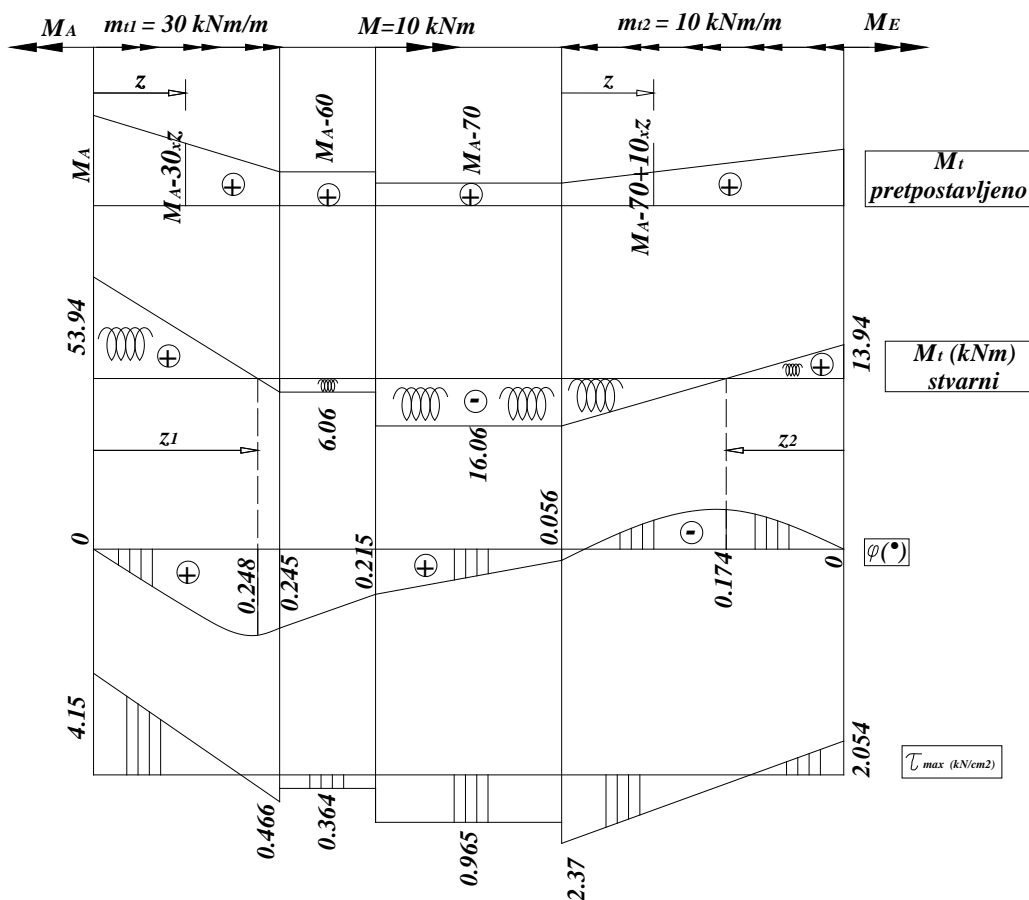 MA
mt1 = 30 kNm/m
M=10 kNm
mt2 = 10 kNm/m
ME
z
z
MA
MA-30xz
MA-60
MA-70
MA-70+10xz
+
+
+
+
Mt
pretpostavljeno
53.94
+
6.06
-
16.06
+
13.94
Mt (kNm)
stvarni
z1
z2
0
+
0.248
0.245
0.215
+
0.056
-
0.174
0
φ(•)
4.15
0.466
0.364
0.965
2.37
2.054
τ max (kN/cm2)